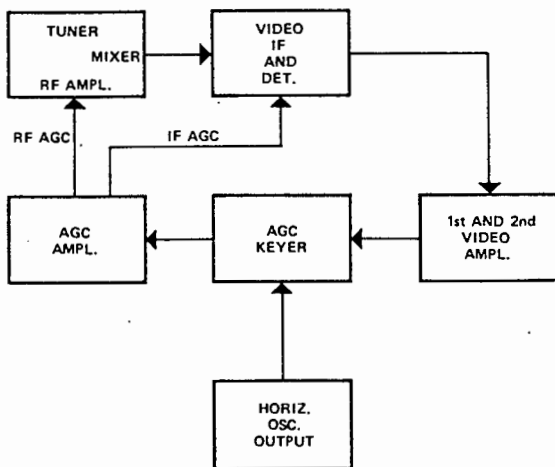 TUNER
MIXER
RF AMPL.
VIDEO
IF
AND
DET.
RF AGC
IF AGC
AGC
AMPL.
AGC
KEYER
1st AND 2nd
VIDEO
AMPL.
HORIZ.
OSC.
OUTPUT